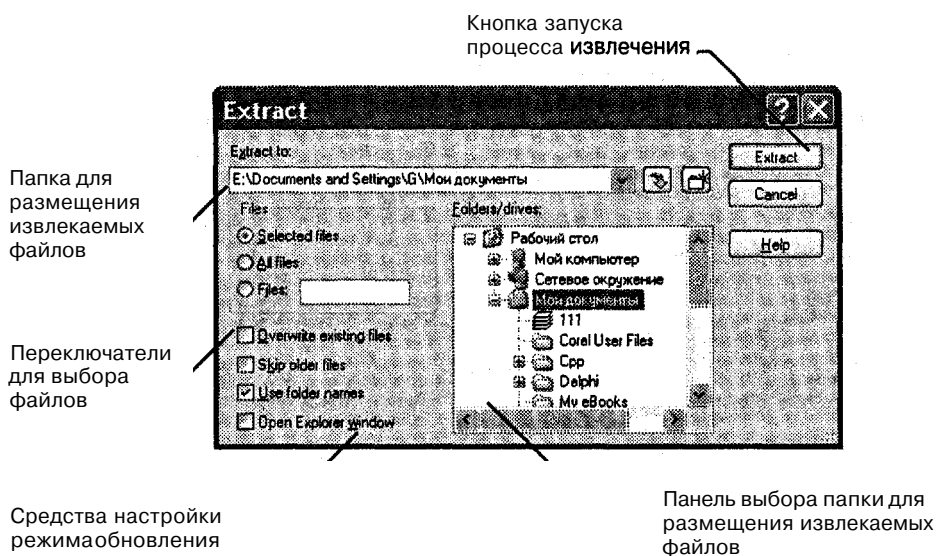 Кнопка запуска
процесса извлечения
Extract
Extract to:
E:\Documents and Settings\G\Мои документы
Extract
Cancel
Help
Папка для
размещения
извлекаемых
файлов
Files
Selected files
All files
Files:
Overwrite existing files
Skip older files
Use folder names
Open Explorer window
Folders/drives:
Рабочий стол
Мой компьютер
Сетевое окружение
Мои документы
111
Corel User Files
Cpp
Delphi
My eBooks
Переключатели
для выбора
файлов
Средства настройки
режимаобновления
Панель выбора папки для
размещения извлекаемых
файлов